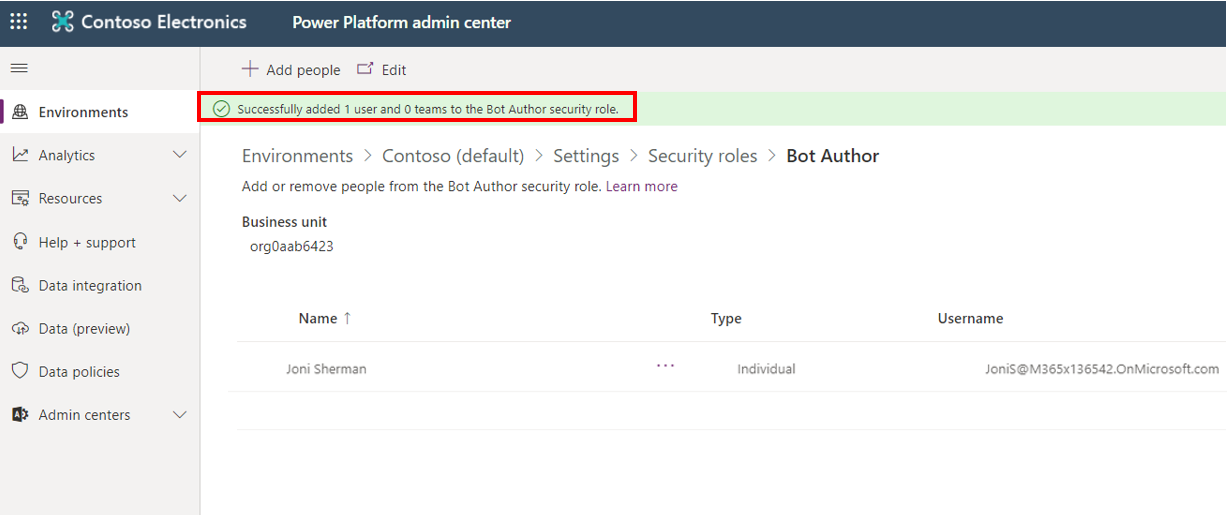 Contoso Electronics Power Platform admin center
Add people Edit
Successfully added 1 user and 0 teams to the Bot Author security role.
Environments
Analytics
Resources
Help + support
Data integration
Data (preview)
Data policies
Admin centers
Environments > Contoso (default) > Settings > Security roles > Bot Author
Add or remove people from the Bot Author security role. Learn more
Business unit
org0aab6423
Name ↑ Type Username
Joni Sherman ... Individual JoniS@M365x136542.OnMicrosoft.com